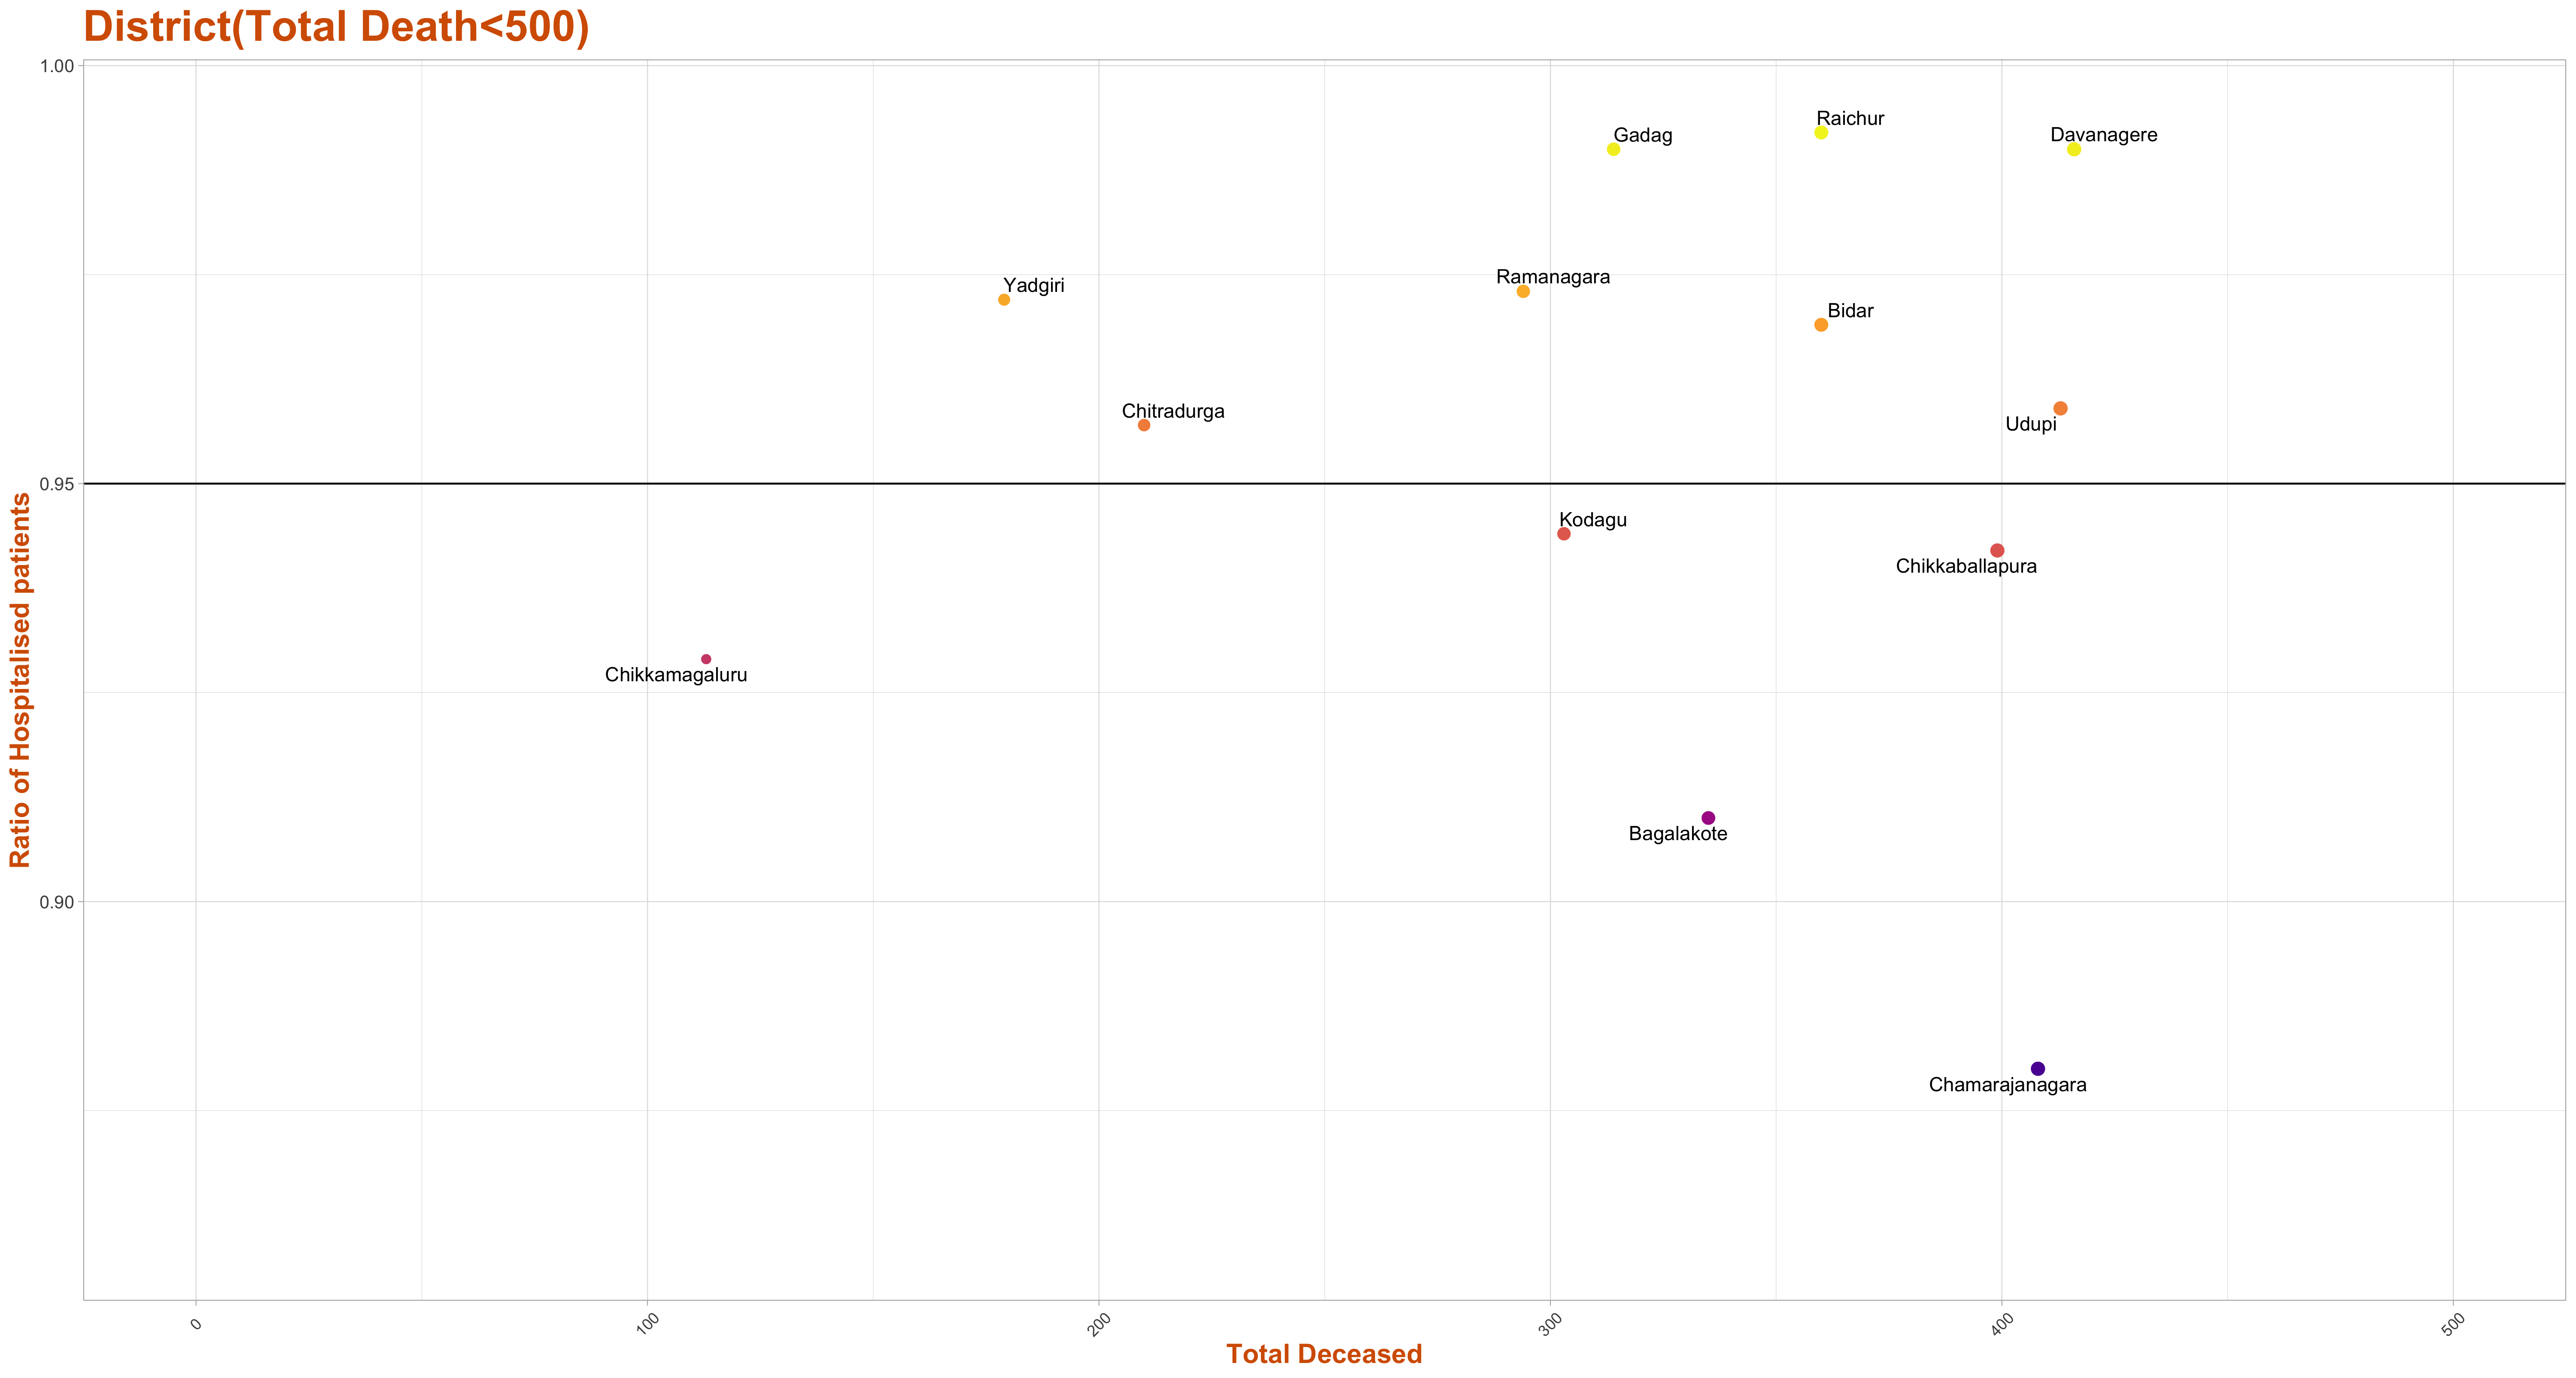 District(Total Death<500)
1.00
Raichur
Gadag
Davanagere
Yadgiri
Ramanagara
Bidar
Chitradurga
Udupi
0.95
Kodagu
Chikkaballapura
Chikkamagaluru
Bagalakote
0.90
Chamarajanagara
Ratio of Hospitalised patients
0
100
200
300
400
500
Total Deceased